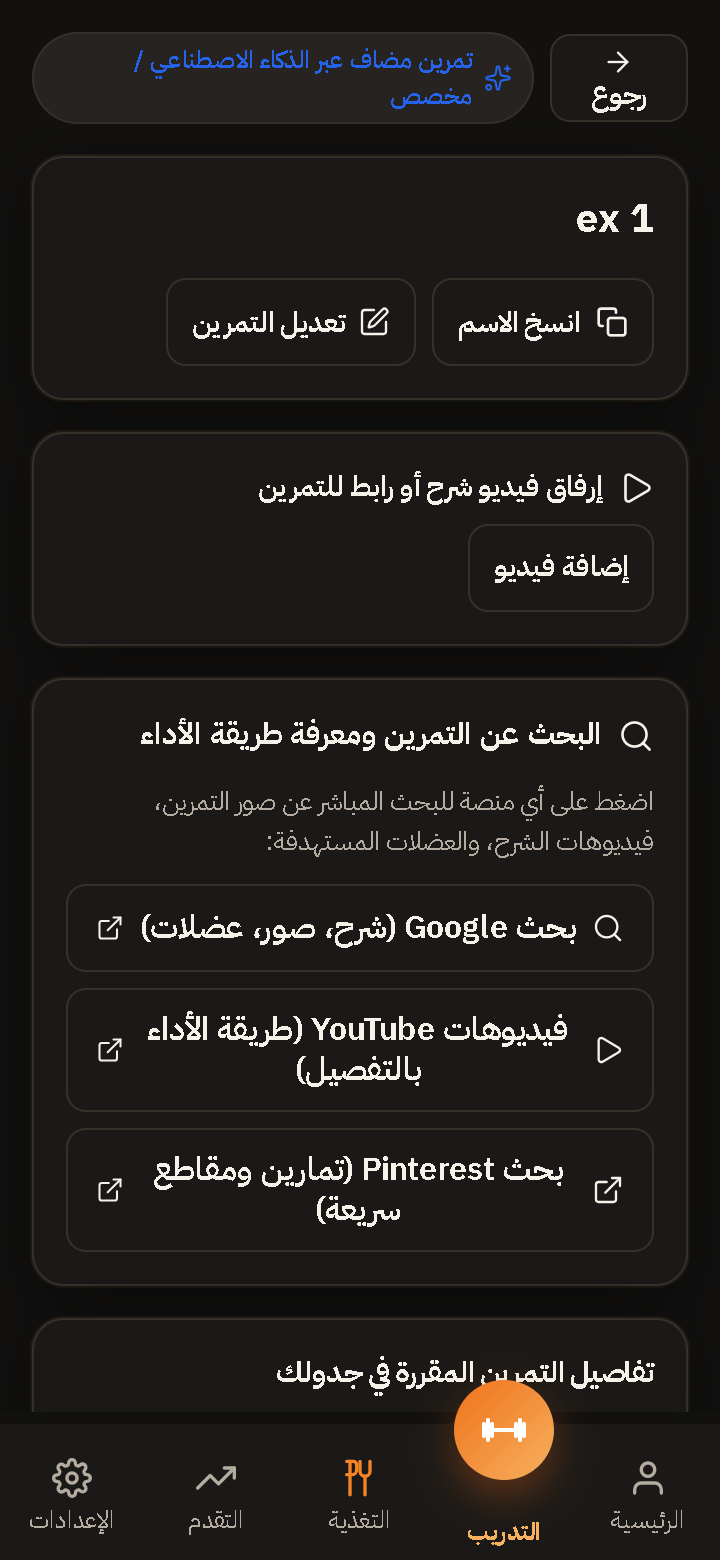 رجوع
تمرين مضاف عبر الذكاء الاصطناعي /
مخصص
ex 1
انسخ الاسم
تعديل التمرين
إرفاق فيديو شرح أو رابط للتمرين
إضافة فيديو
البحث عن التمرين ومعرفة طريقة الأداء
اضغط على أي منصة للبحث المباشر عن صور التمرين،
فيديوهات الشرح، والعضلات المستهدفة:
بحث Google (شرح، صور، عضلات)
فيديوهات YouTube (طريقة الأداء
بالتفصيل)
بحث Pinterest (تمارين ومقاطع
سريعة)
تفاصيل التمرين المقررة في جدولك
الرئيسية
التدريب
التغذية
التقدم
الإعدادات